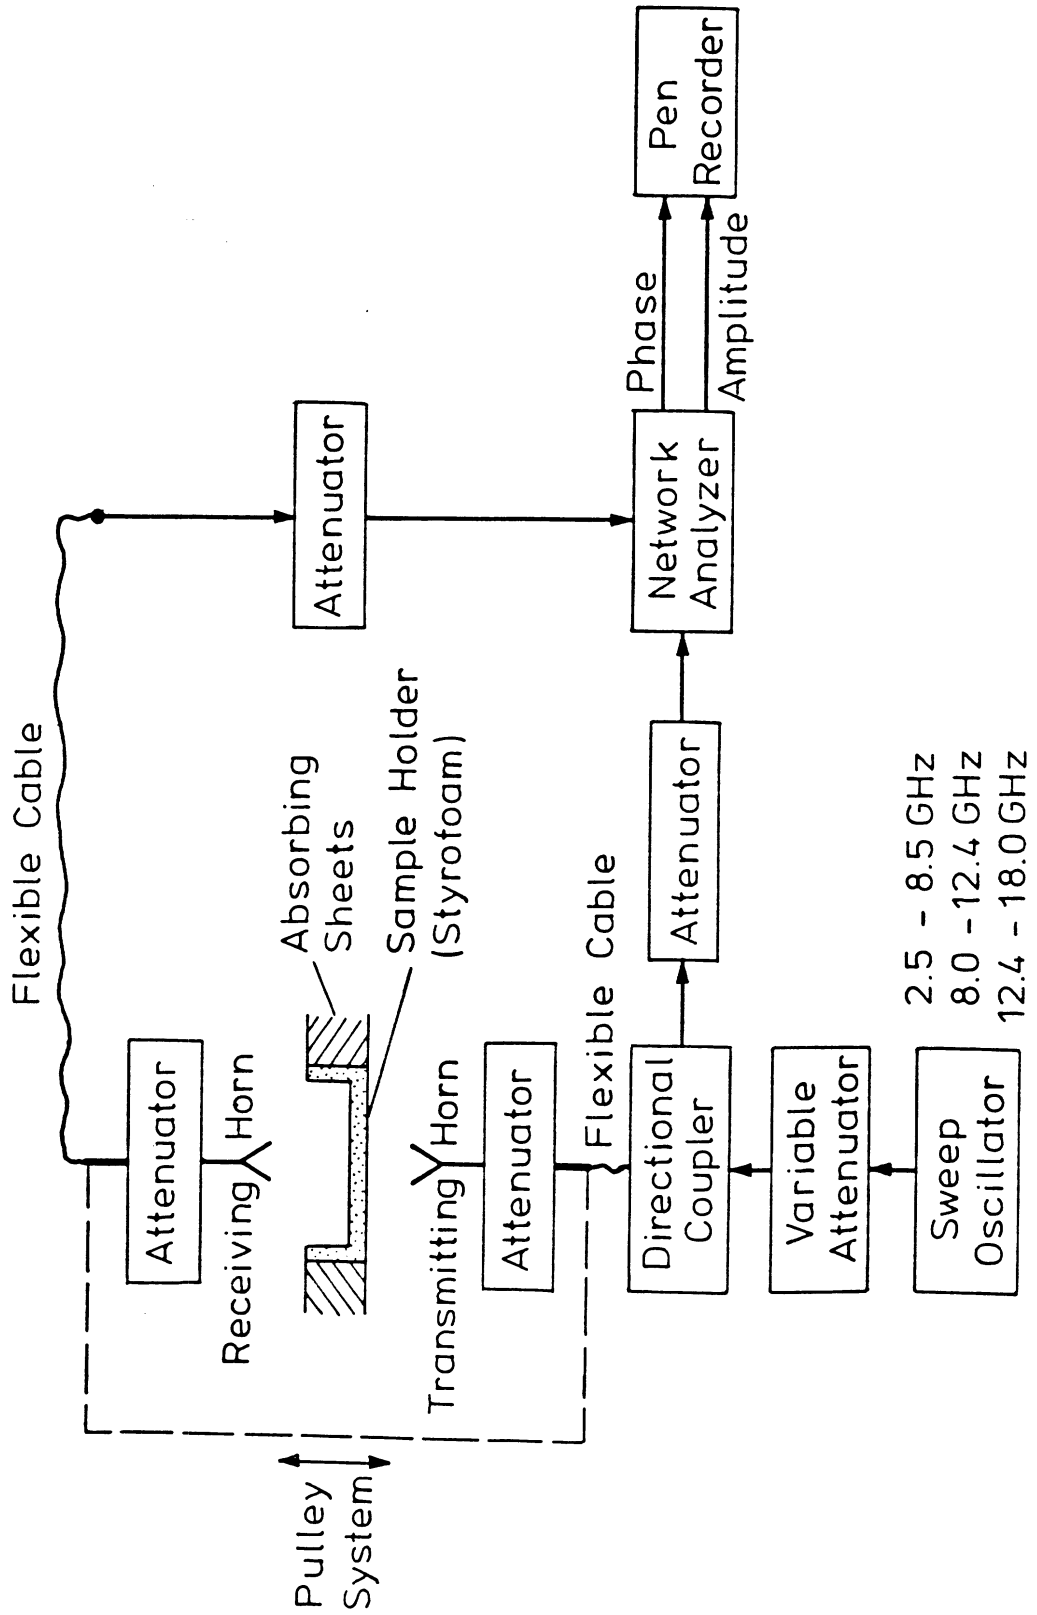 Flexible Cable
Attenuator
Receiving Horn
Absorbing
Sheets
Sample Holder
(Styrofoam)
Pulley
System
Transmitting Horn
Attenuator
Flexible Cable
Directional
Coupler
Variable
Attenuator
Sweep
Oscillator
2.5 – 8.5 GHz
8.0 – 12.4 GHz
12.4 – 18.0 GHz
Attenuator
Attenuator
Network
Analyzer
Phase
Amplitude
Pen
Recorder